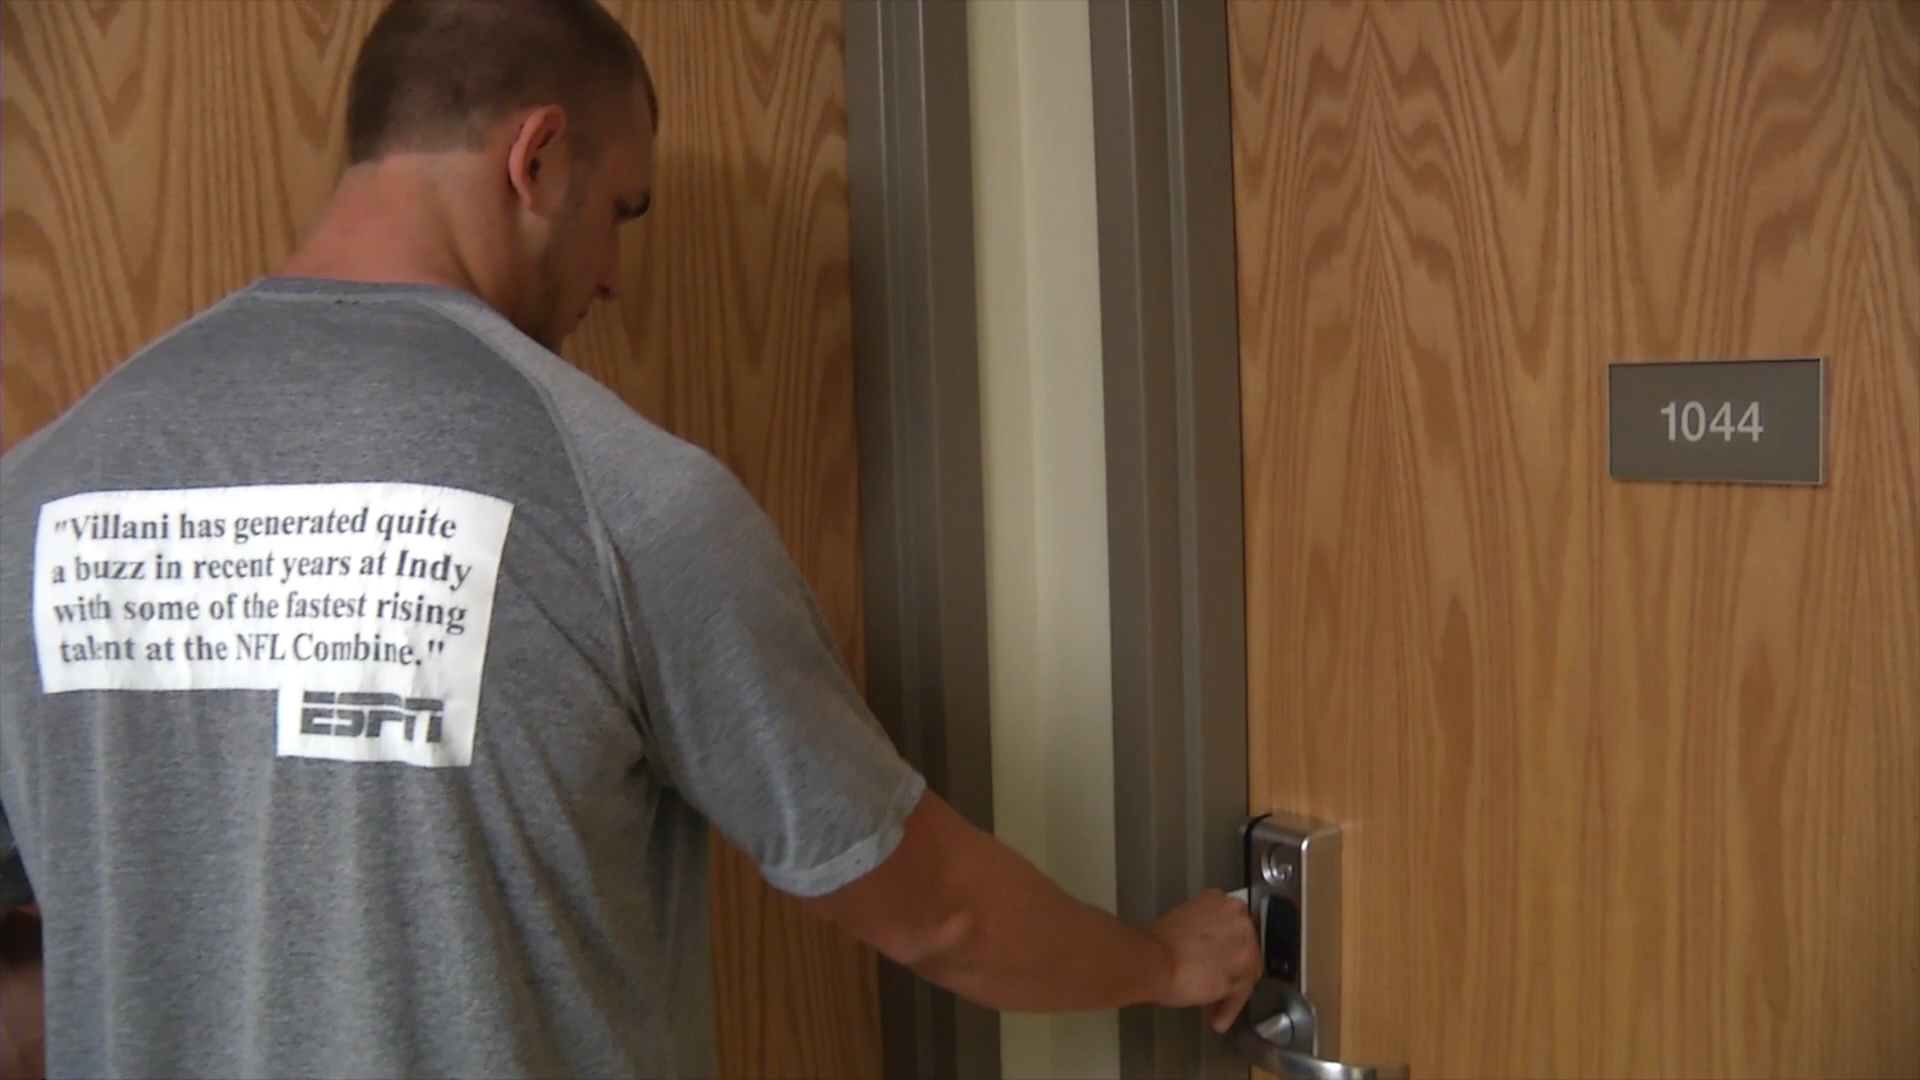 "Villani has generated quite
a buzz in recent years at Indy
with some of the fastest rising
talent at the NFL Combine."
ESPN
1044